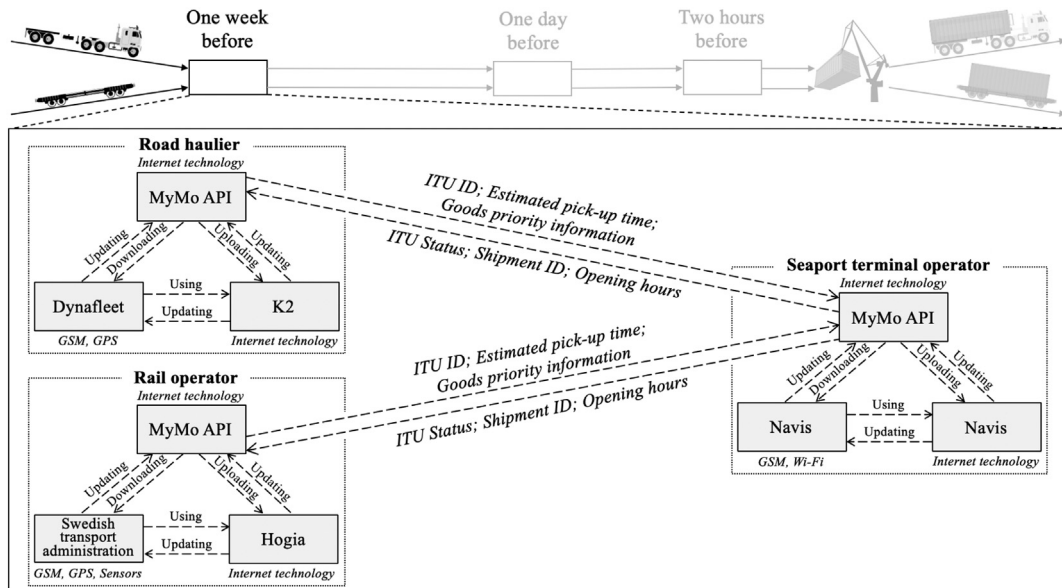 One week
before
One day
before
Two hours
before
Road haulier
Internet technology
MyMo API
Updating
Downloading
Uploading
Updating
Dynafleet
Using
Updating
K2
GSM, GPS
Internet technology
ITU ID; Estimated pick-up time;
Goods priority information
ITU Status; Shipment ID; Opening hours
Rail operator
Internet technology
MyMo API
Updating
Downloading
Uploading
Updating
Swedish
transport
administration
Using
Updating
Hogia
GSM, GPS, Sensors
Internet technology
ITU ID; Estimated pick-up time;
Goods priority information
ITU Status; Shipment ID; Opening hours
Seaport terminal operator
Internet technology
MyMo API
Updating
Downloading
Uploading
Updating
Navis
Using
Updating
Navis
GSM, Wi-Fi
Internet technology